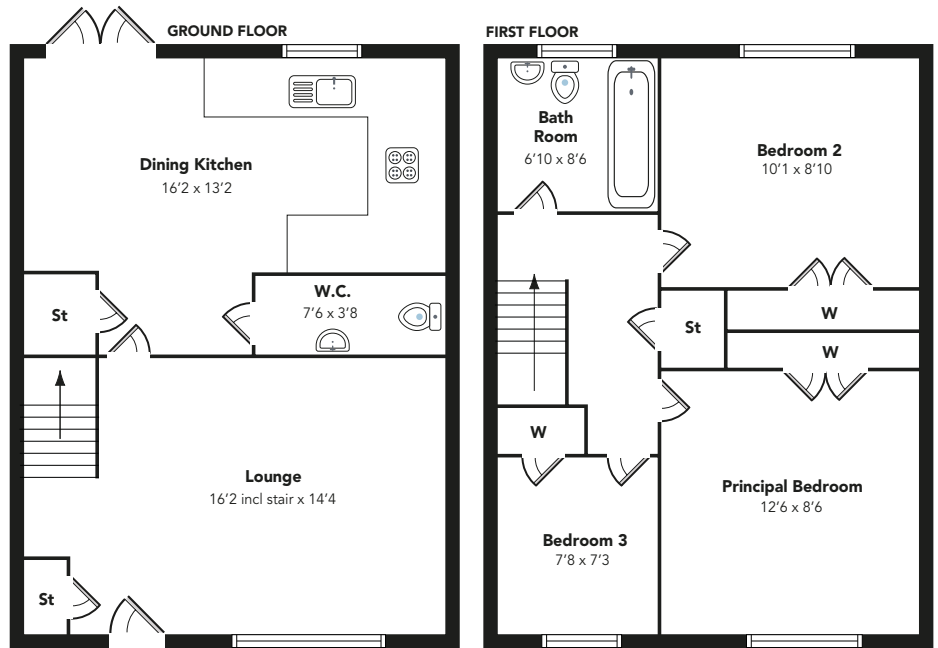 GROUND FLOOR
Dining Kitchen
16'2 x 13'2
St
W.C.
7'6 x 3'8
Lounge
16'2 incl stair x 14'4
St
FIRST FLOOR
Bath
Room
6'10 x 8'6
Bedroom 2
10'1 x 8'10
St
W
W
W
Principal Bedroom
12'6 x 8'6
Bedroom 3
7'8 x 7'3